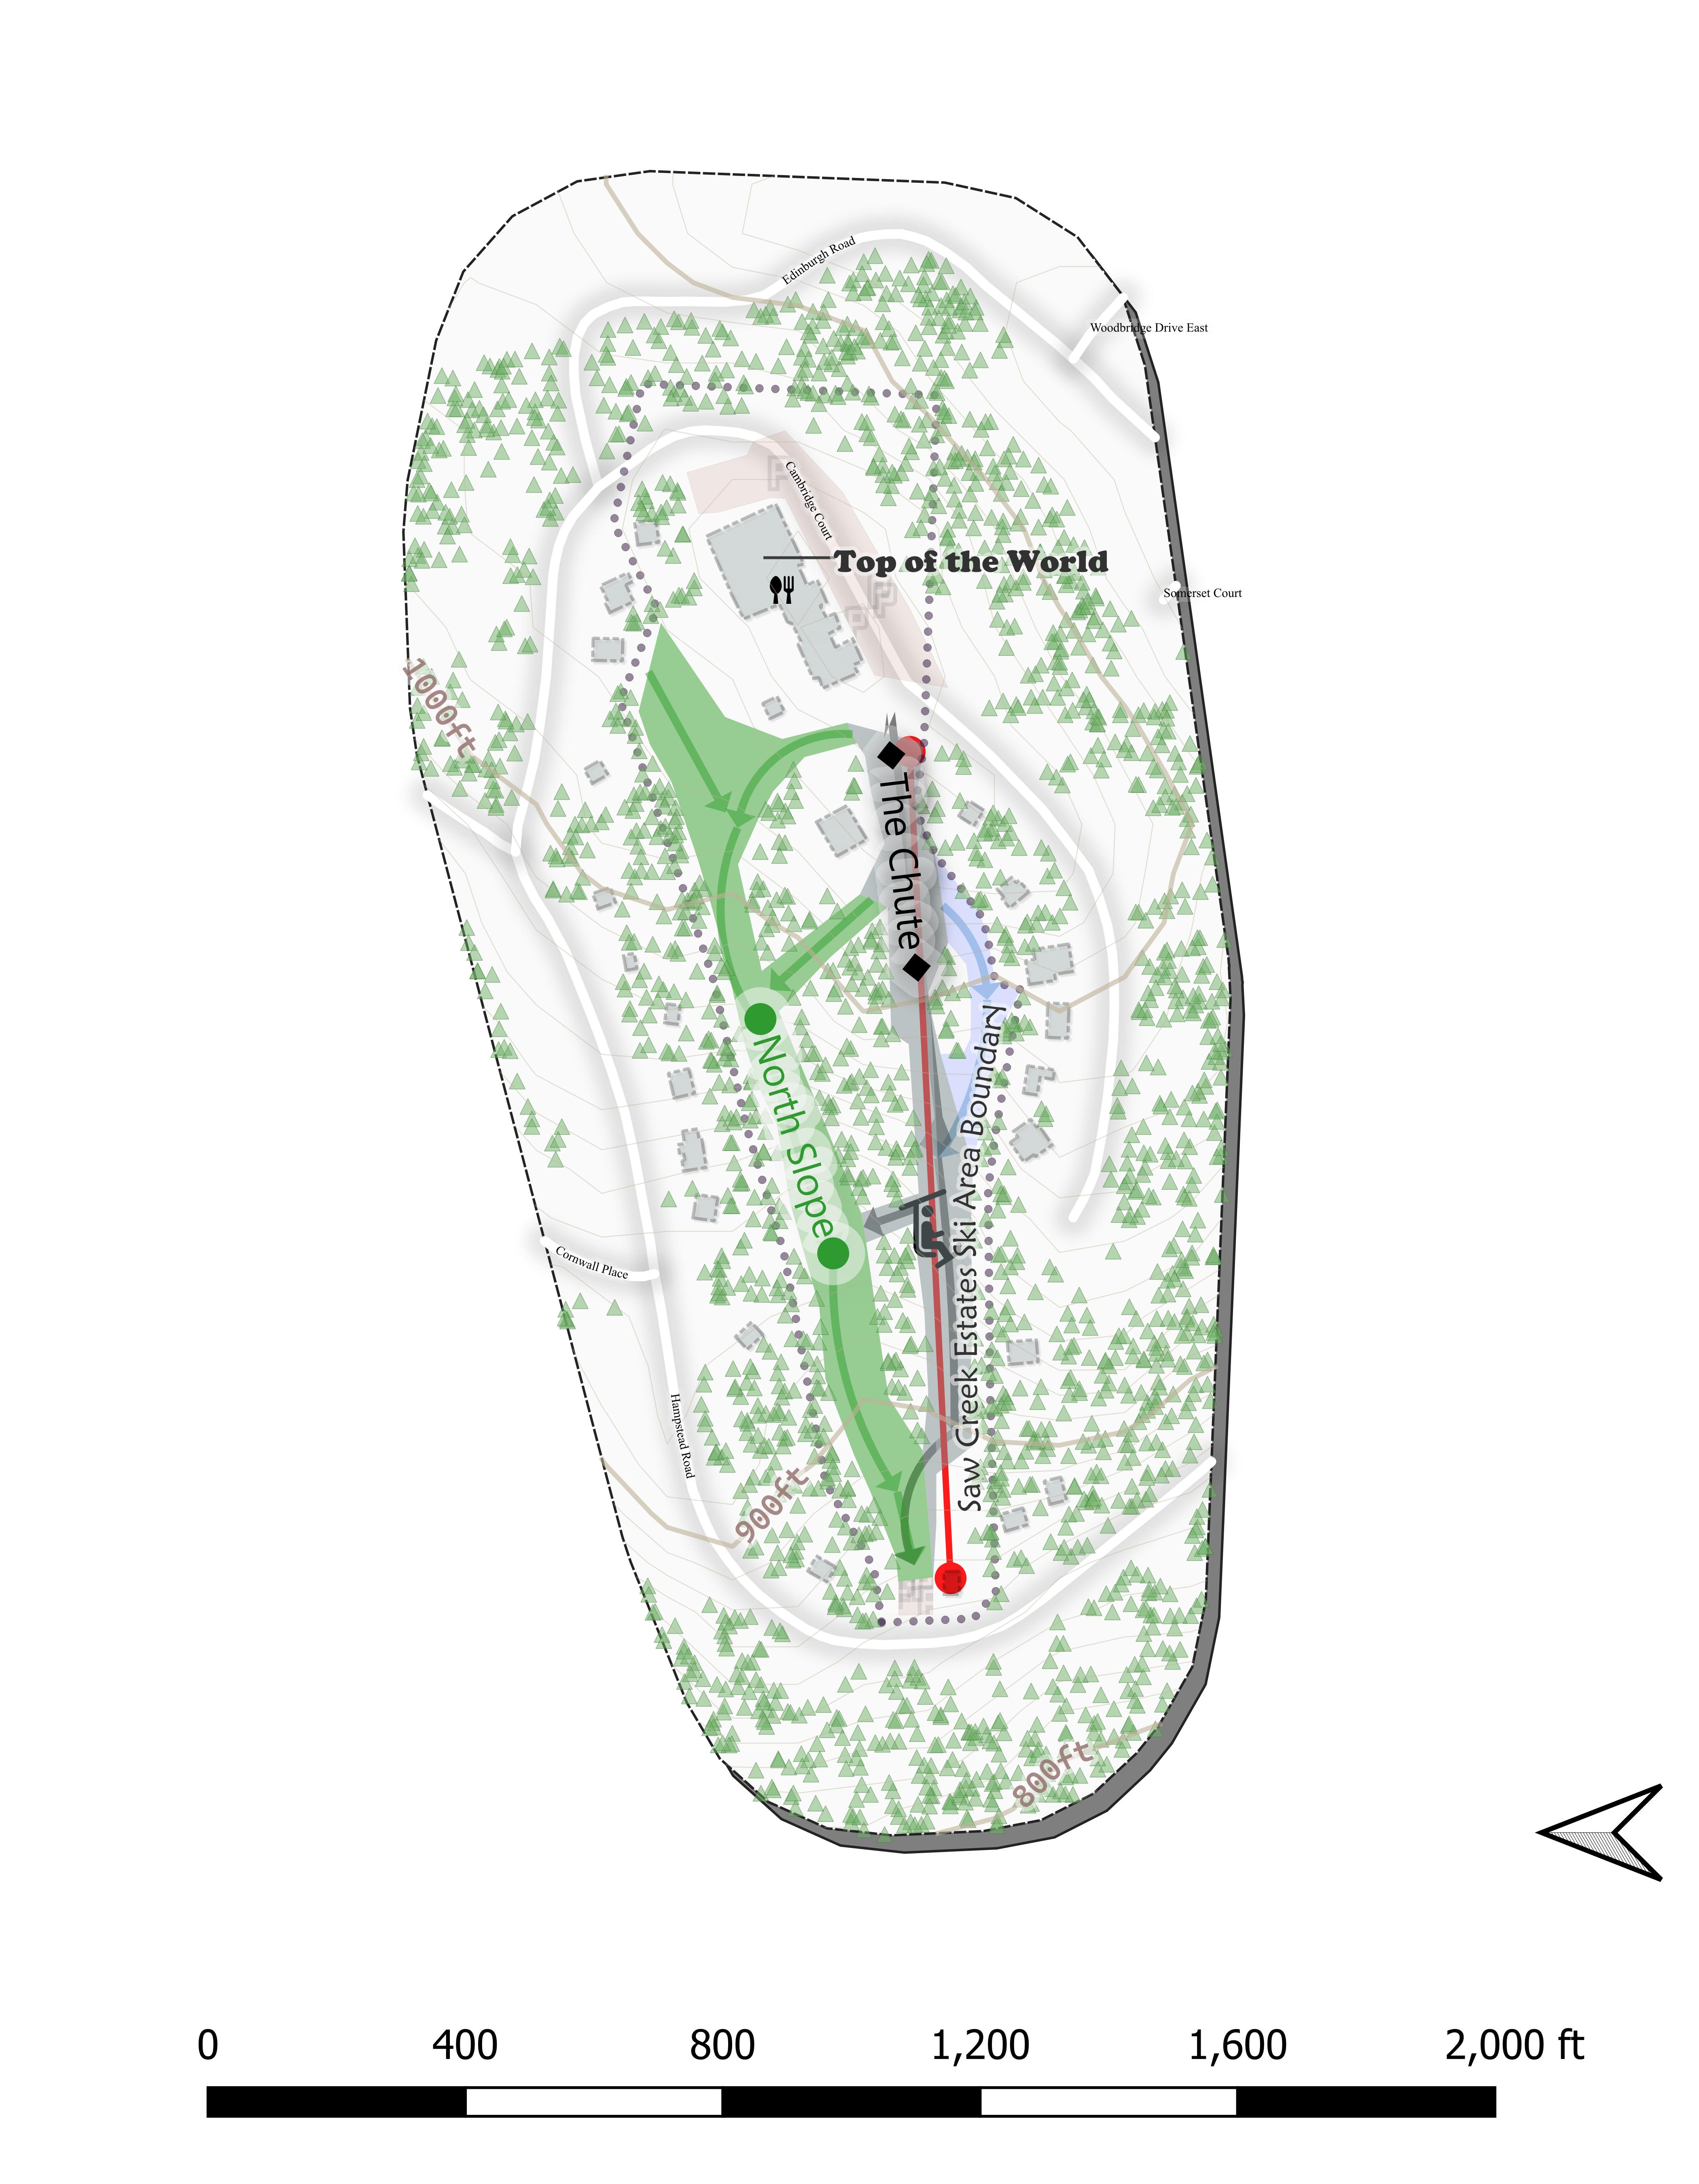 Edinburgh Road
Woodbridge Drive East
P
Cambridge Court
Top of the World
P
Somerset Court
1000ft
The Chute
North Slope
Saw Creek Estates Ski Area Boundary
Cornwall Place
Hampstead Road
900ft
800ft
0 400 800 1,200 1,600 2,000 ft